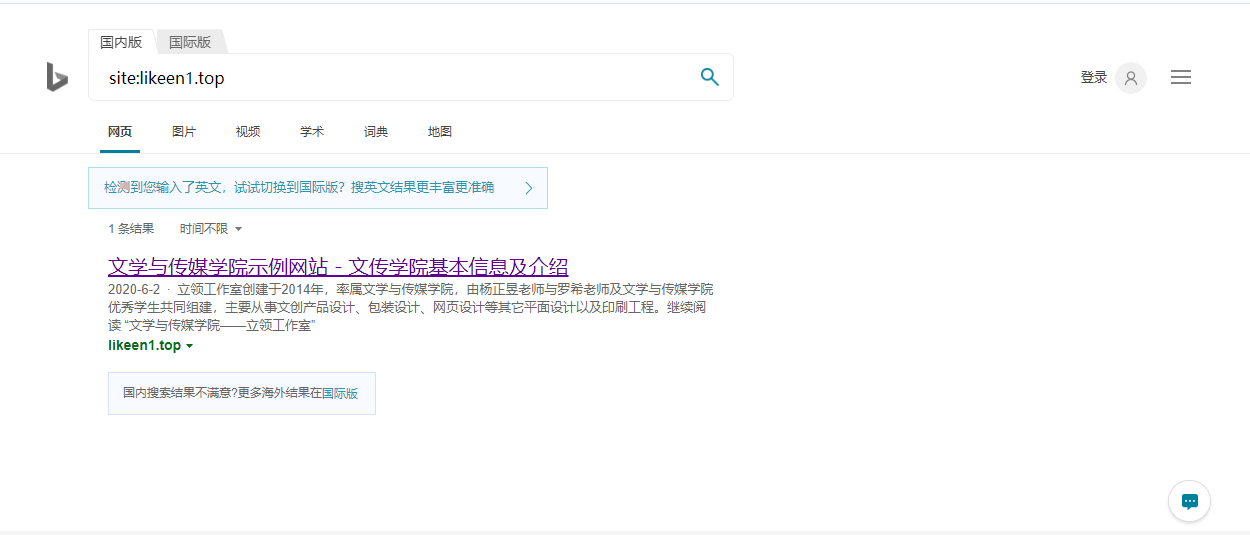 国内版 国际版
site:likeen1.top
登录
网页 图片 视频 学术 词典 地图
检测到您输入了英文，试试切换到国际版？搜英文结果更丰富更准确
1 条结果 时间不限
文学与传媒学院示例网站 - 文传学院基本信息及介绍
2020-6-2 · 立领工作室创建于2014年，率属文学与传媒学院，由杨正昱老师与罗希老师及文学与传媒学院
优秀学生共同组建，主要从事文创产品设计、包装设计、网页设计等其它平面设计以及印刷工程。继续阅
读 “文学与传媒学院——立领工作室”
likeen1.top
国内搜索结果不满意?更多海外结果在国际版